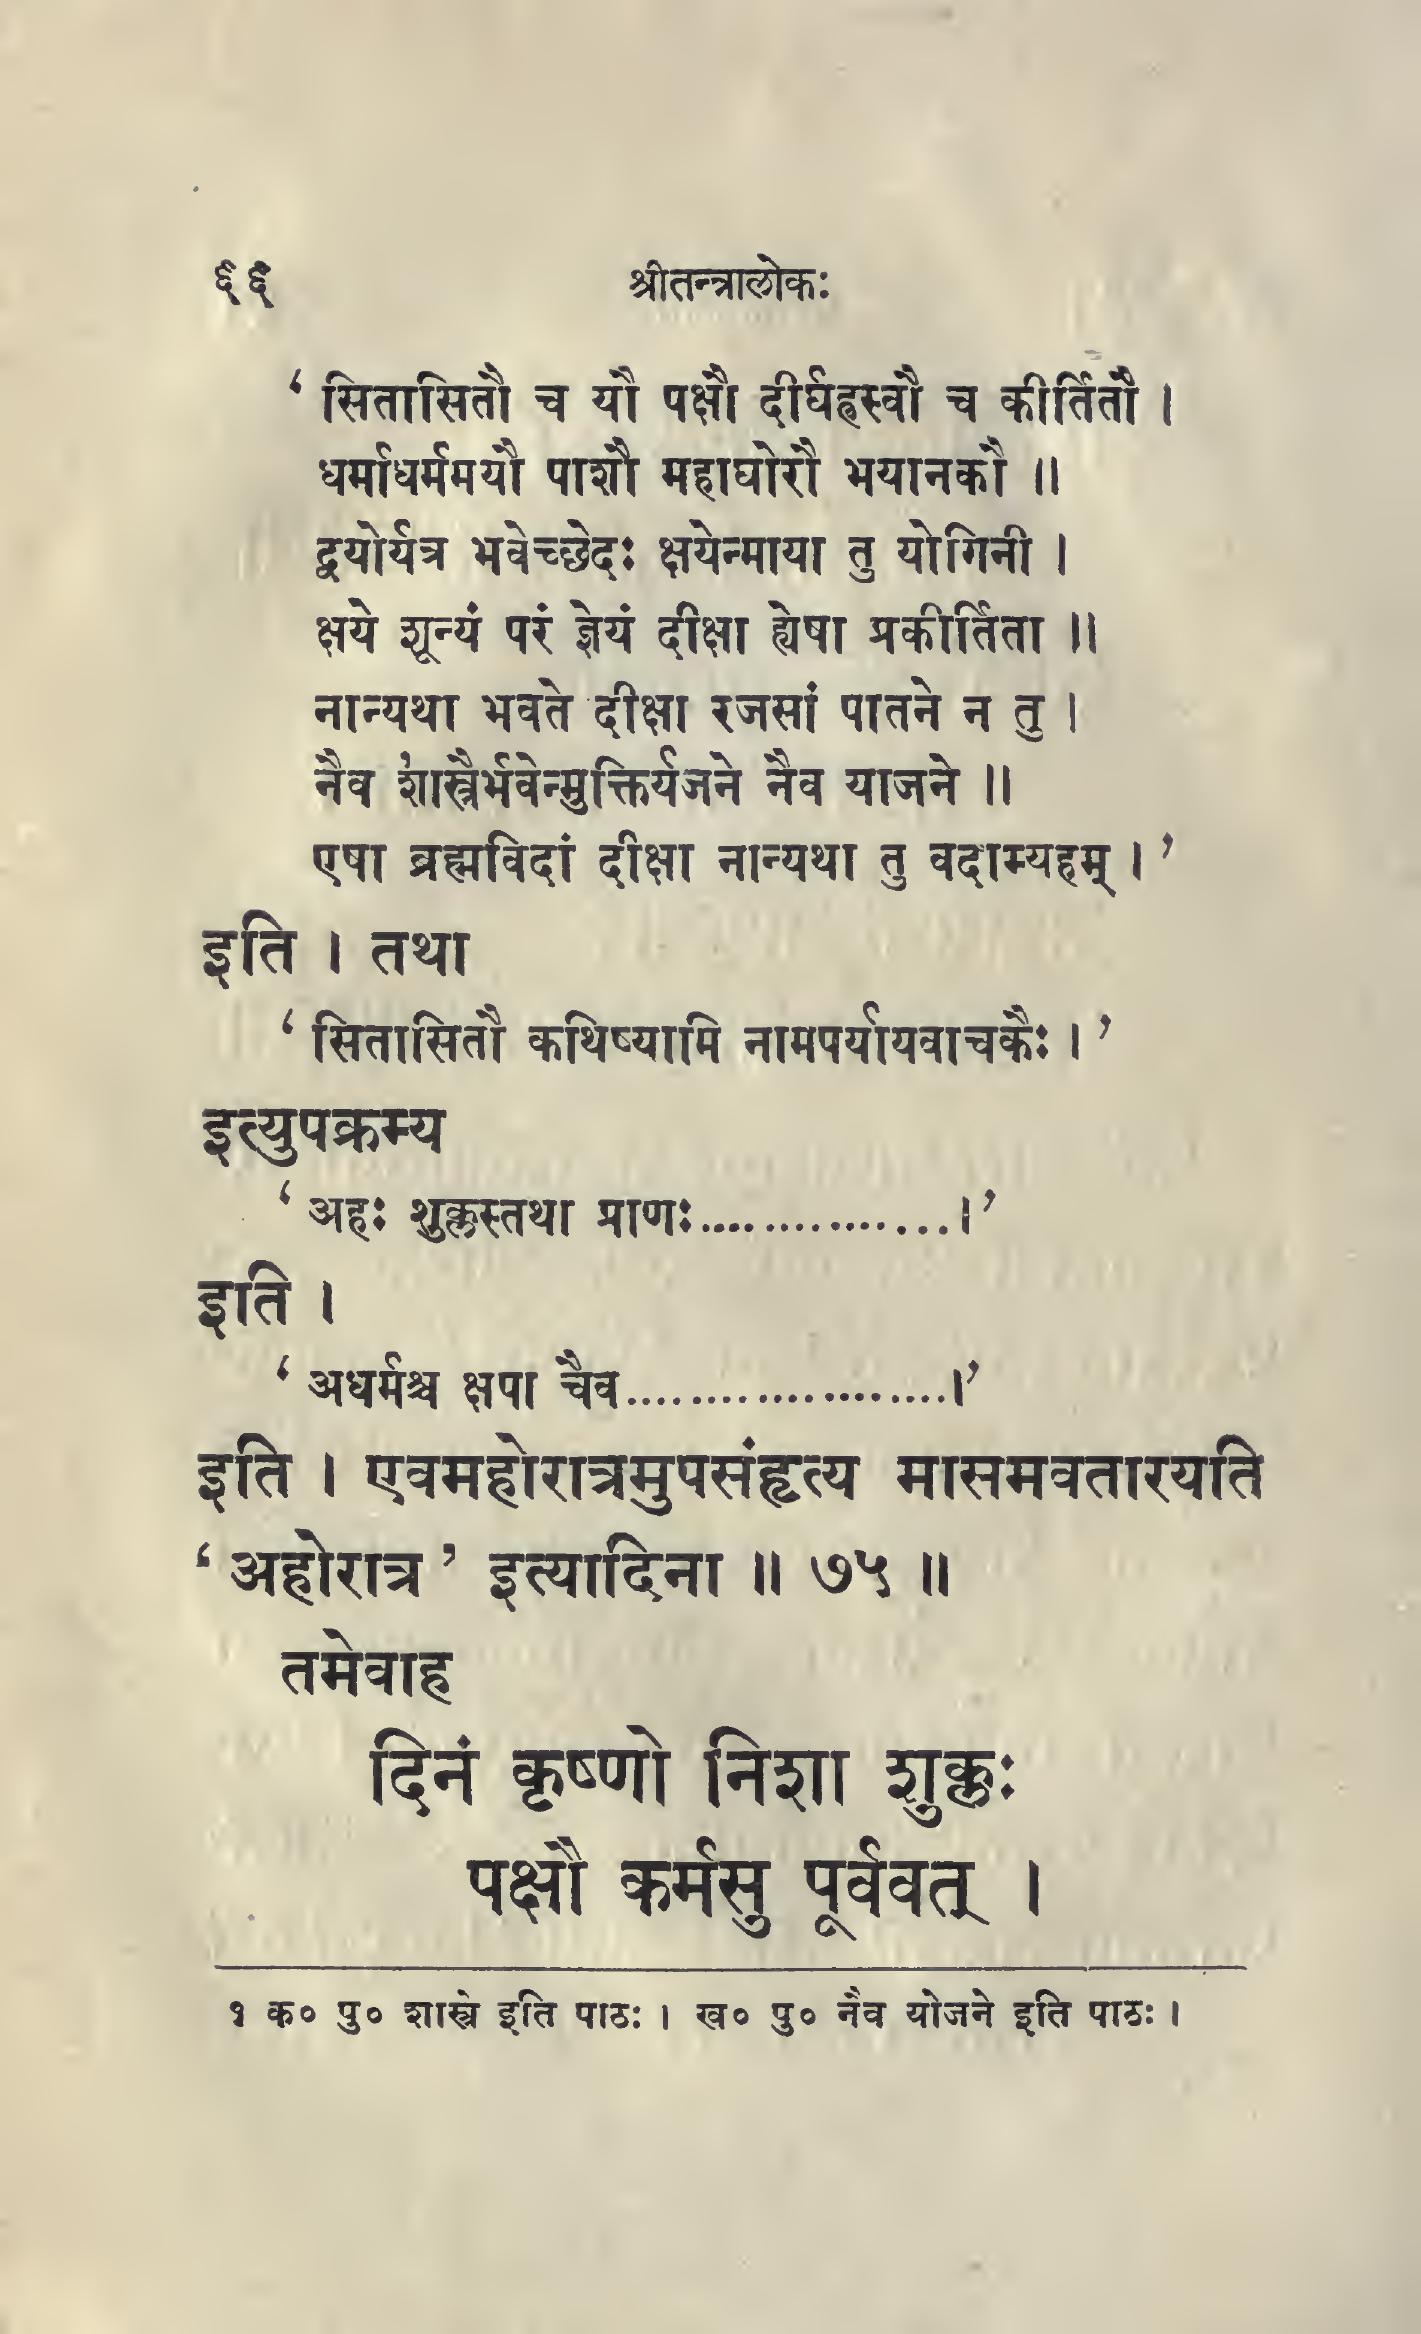 ६६ श्रीतन्त्रालोकः
‘ सितासितौ च यौ पक्षौ दीर्घह्रस्वौ च कीर्तितौ ।
धर्माधर्ममयौ पाशौ महाघोरौ भयानकौ ॥
द्वयोर्यत्र भवेच्छेदः क्षयेन्माया तु योगिनी ।
क्षये शून्यं परं ज्ञेयं दीक्षा ह्येषा प्रकीर्तिता ॥
नान्यथा भवते दीक्षा रजसां पातने न तु ।
नैव शा१स्त्रैर्भवेन्मुक्तिर्यजने नैव याजने ॥
एषा ब्रह्मविदां दीक्षा नान्यथा तु वदाम्यहम् । ’
इति । तथा
‘ सितासितौ कथिष्यामि नामपर्यायवाचकैः । ’
इत्युपक्रम्य
‘ अहः शुक्लस्तथा प्राणः................।’
इति ।
‘ अधर्मश्च क्षपा चैव......................।’
इति । एवमहोरात्रमुपसंहृत्य मासमवतारयति
‘ अहोरात्र ’ इत्यादिना ॥ ७५ ॥
तमेवाह
दिनं कृष्णो निशा शुक्लः
पक्षौ कर्मसु पूर्ववत् ।
१ क० पु० शास्त्रे इति पाठः । ख० पु० नैव योजने इति पाठः ।